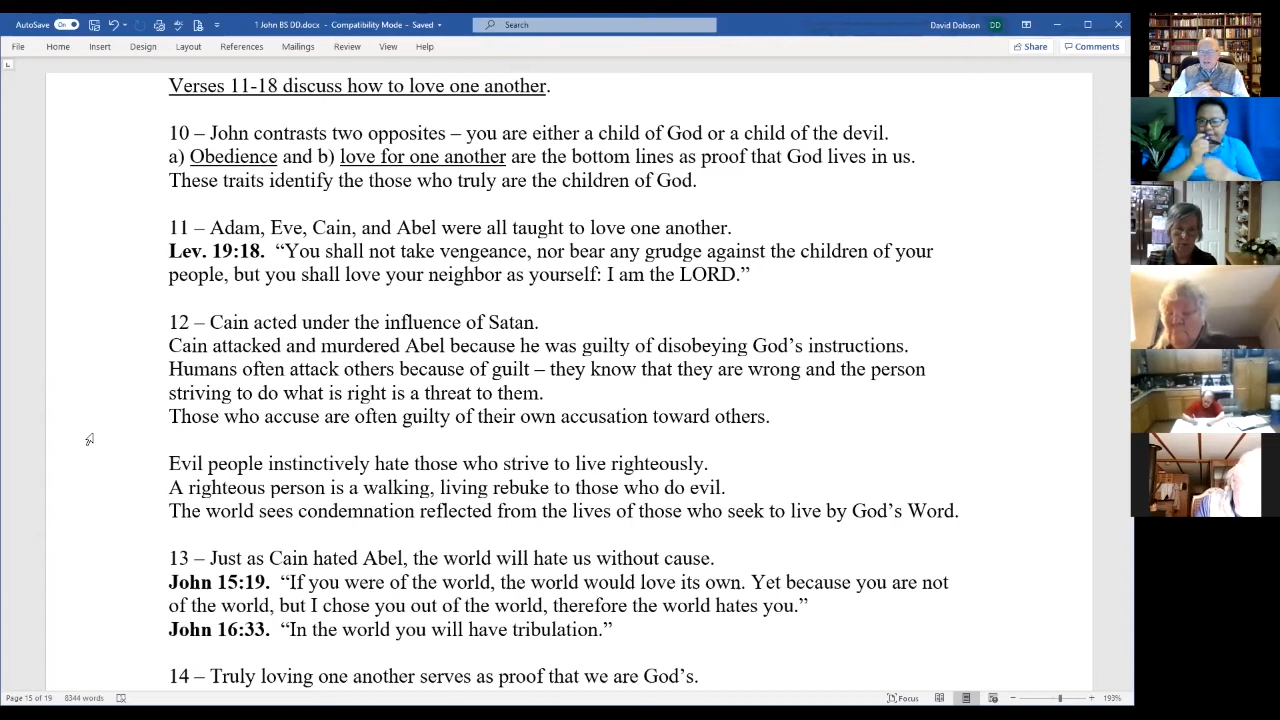 AutoSave On 1 John BS DD.docx - Compatibility Mode - Saved Search David Dobson DD
File Home Insert Design Layout References Mailings Review View Help Share Comments
Verses 11-18 discuss how to love one another.
10 – John contrasts two opposites – you are either a child of God or a child of the devil.
a) Obedience and b) love for one another are the bottom lines as proof that God lives in us.
These traits identify the those who truly are the children of God.
11 – Adam, Eve, Cain, and Abel were all taught to love one another.
Lev. 19:18. “You shall not take vengeance, nor bear any grudge against the children of your
people, but you shall love your neighbor as yourself: I am the LORD.”
12 – Cain acted under the influence of Satan.
Cain attacked and murdered Abel because he was guilty of disobeying God’s instructions.
Humans often attack others because of guilt – they know that they are wrong and the person
striving to do what is right is a threat to them.
Those who accuse are often guilty of their own accusation toward others.
Evil people instinctively hate those who strive to live righteously.
A righteous person is a walking, living rebuke to those who do evil.
The world sees condemnation reflected from the lives of those who seek to live by God’s Word.
13 – Just as Cain hated Abel, the world will hate us without cause.
John 15:19. “If you were of the world, the world would love its own. Yet because you are not
of the world, but I chose you out of the world, therefore the world hates you.”
John 16:33. “In the world you will have tribulation.”
14 – Truly loving one another serves as proof that we are God’s.
Page 15 of 19 8344 words Focus 193%